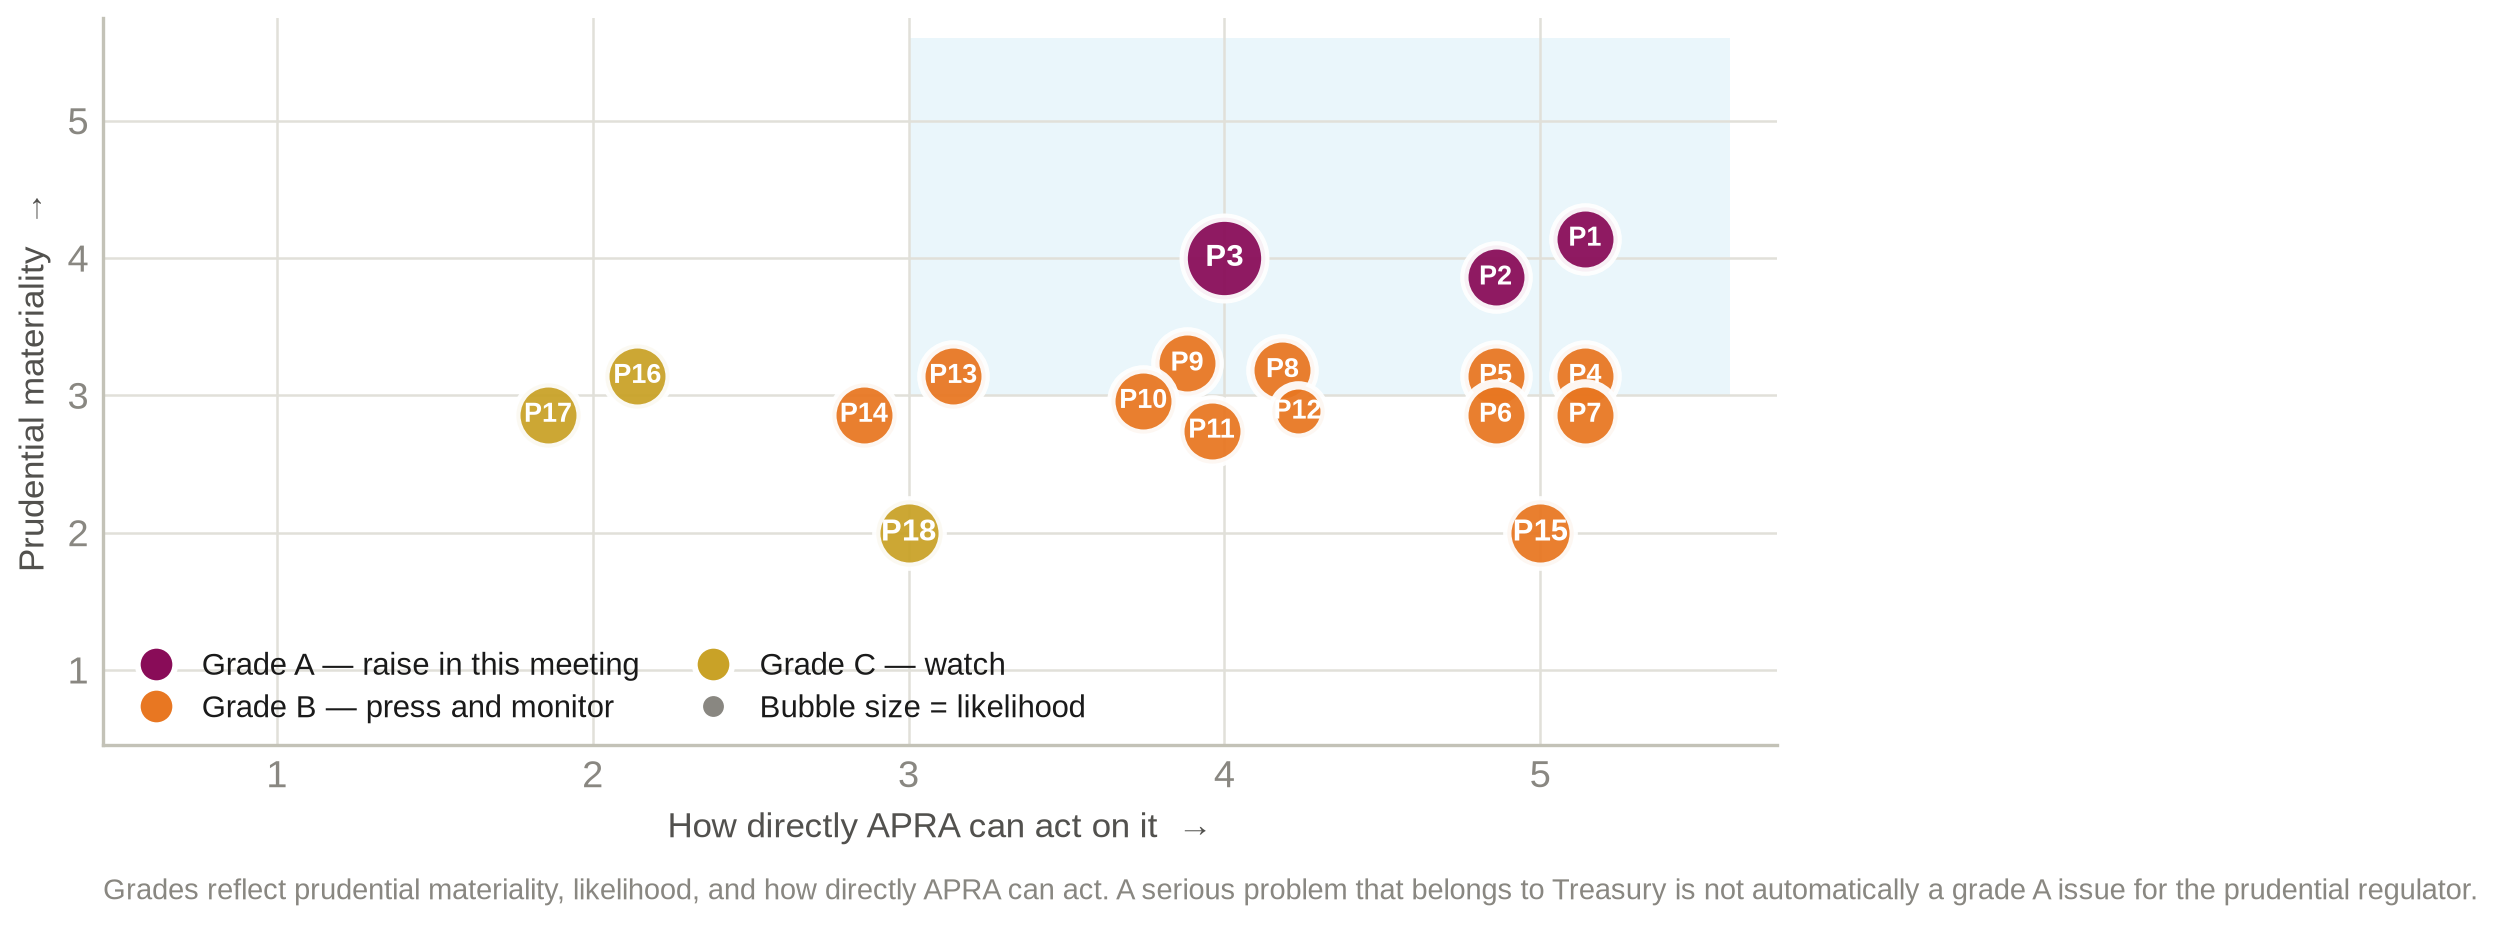 5
4
3
2
1
Prudential materiality →
P3
P1
P2
P9
P8
P16
P13
P5
P4
P10
P12
P17
P14
P11
P6
P7
P18
P15
Grade A — raise in this meeting
Grade C — watch
Grade B — press and monitor
Bubble size = likelihood
1
2
3
4
5
How directly APRA can act on it →
Grades reflect prudential materiality, likelihood, and how directly APRA can act. A serious problem that belongs to Treasury is not automatically a grade A issue for the prudential regulator.